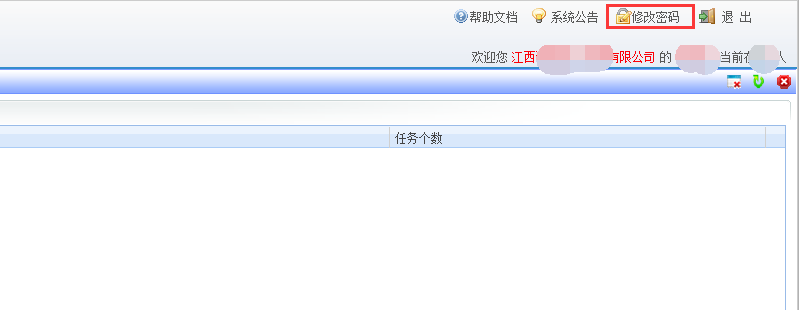 帮助文档 系统公告 修改密码 退 出
欢迎您 江西 有限公司 的 当前在 人
任务个数